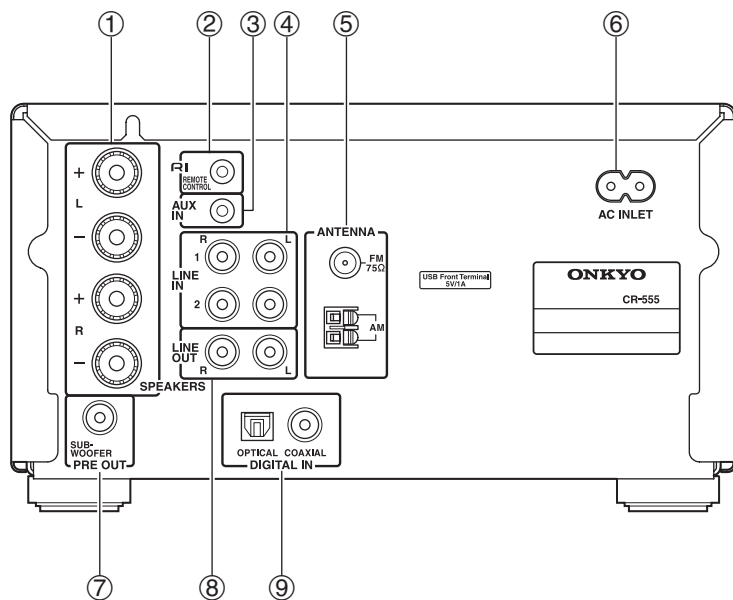 ① ② ③ ④ ⑤ ⑥
+
L
−
+
R
−
SPEAKERS
RI
REMOTE
CONTROL
AUX
IN
R L
1
LINE
IN
2
LINE
OUT
R L
ANTENNA
FM
75Ω
AM
USB Front Terminal
5V/1A
AC INLET
ONKYO
CR-555
SUB-
WOOFER
PRE OUT
OPTICAL COAXIAL
DIGITAL IN
⑦ ⑧ ⑨